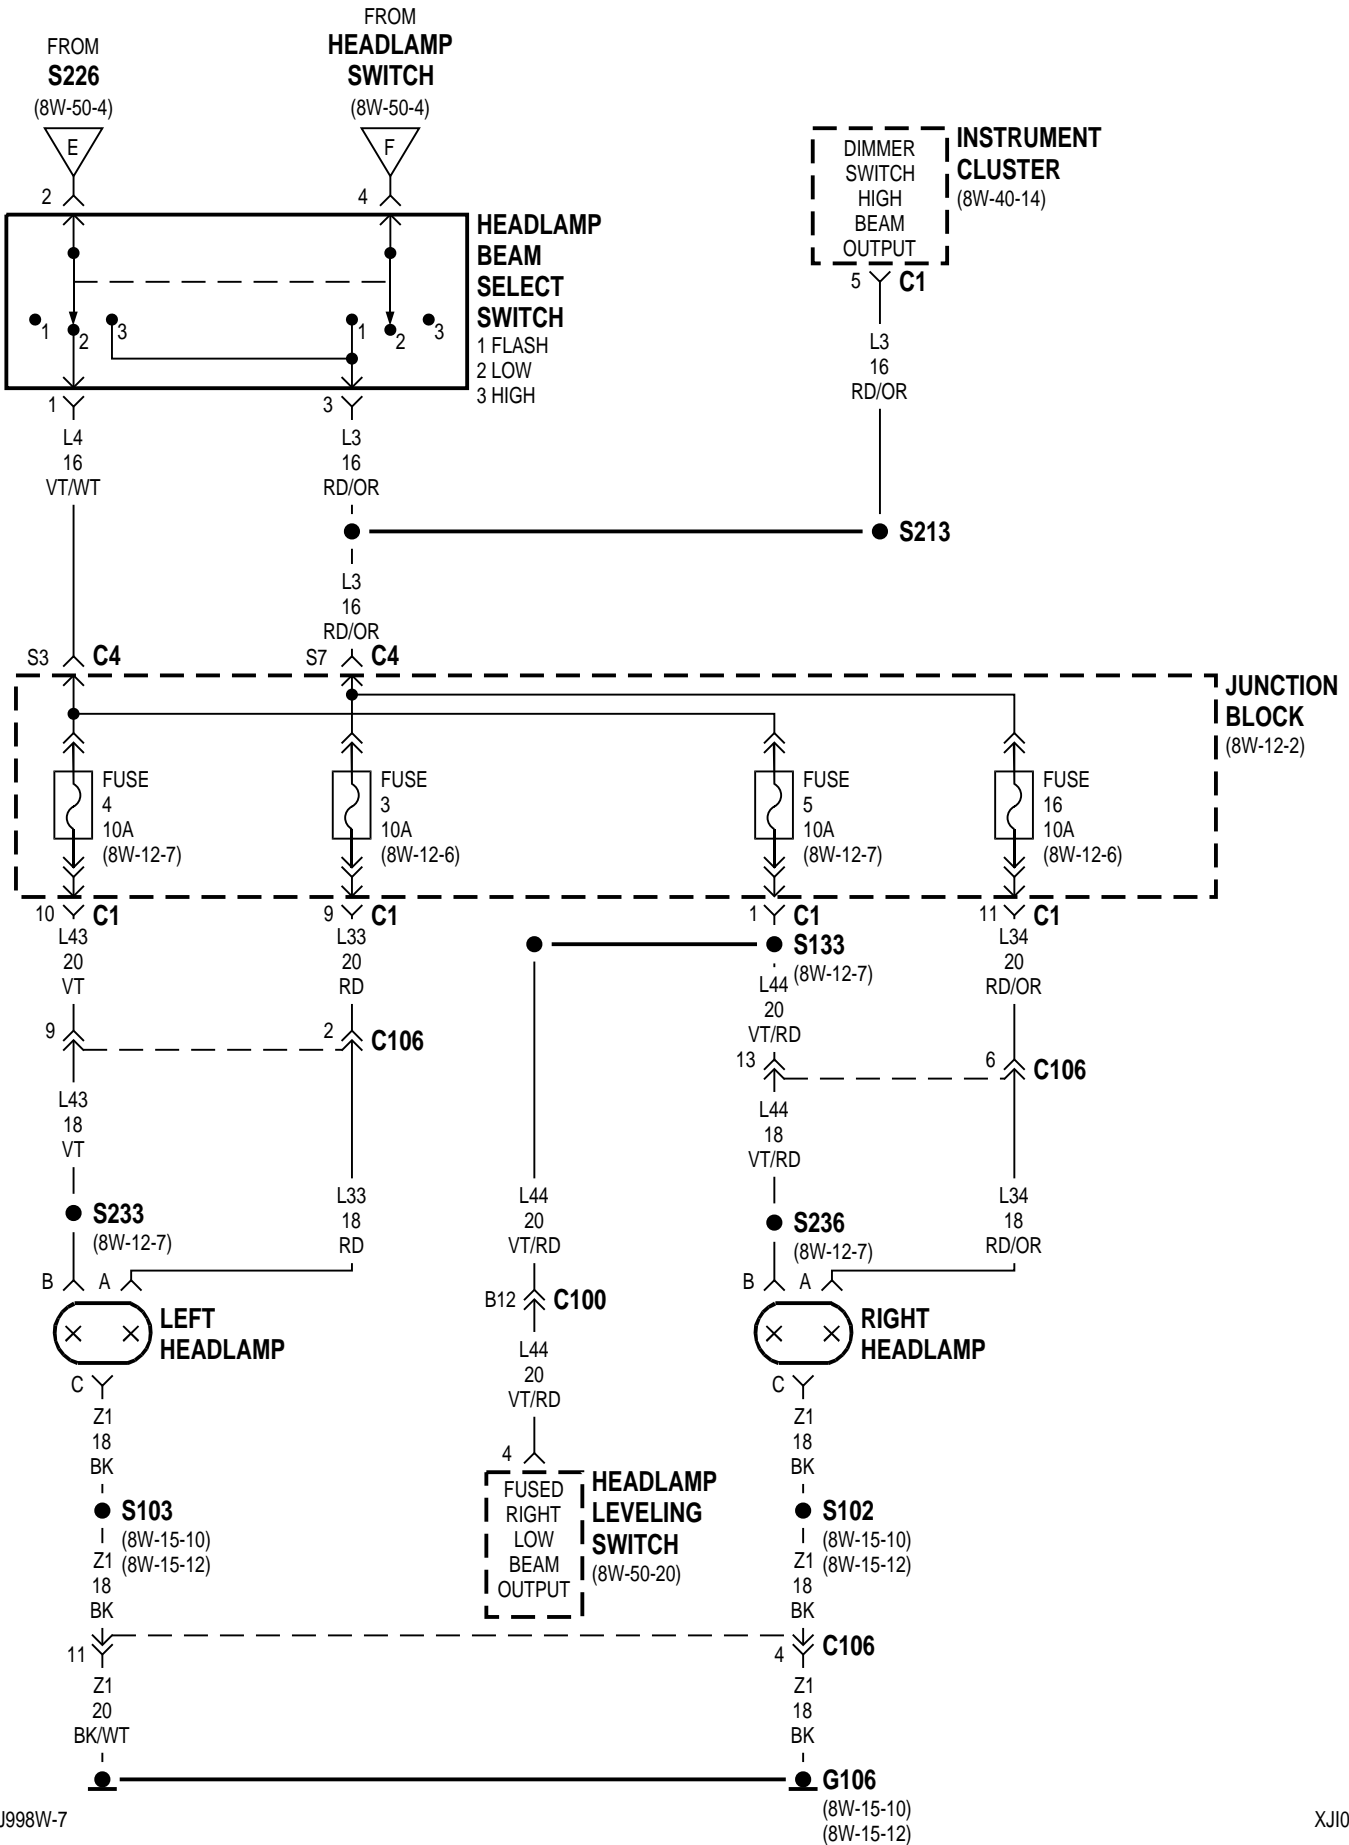 FROM
S226
(8W-50-4)
E
2
FROM
HEADLAMP
SWITCH
(8W-50-4)
F
4
DIMMER
SWITCH
HIGH
BEAM
OUTPUT
INSTRUMENT
CLUSTER
(8W-40-14)
5 C1
L3
16
RD/OR
HEADLAMP
BEAM
SELECT
SWITCH
1 FLASH
2 LOW
3 HIGH
1 2 3 1 2 3
1
L4
16
VT/WT
3
L3
16
RD/OR
S213
L3
16
RD/OR
S3 C4
S7 C4
JUNCTION
BLOCK
(8W-12-2)
FUSE
4
10A
(8W-12-7)
FUSE
3
10A
(8W-12-6)
FUSE
5
10A
(8W-12-7)
FUSE
16
10A
(8W-12-6)
10 C1
L43
20
VT
9 C1
L33
20
RD
1 C1
S133
(8W-12-7)
L44
20
VT/RD
11 C1
L34
20
RD/OR
9
2 C106
13
6 C106
L43
18
VT
L44
18
VT/RD
S233
(8W-12-7)
L33
18
RD
L44
20
VT/RD
S236
(8W-12-7)
L34
18
RD/OR
B A
B12 C100
B A
LEFT
HEADLAMP
L44
20
VT/RD
RIGHT
HEADLAMP
C
Z1
18
BK
C
Z1
18
BK
4
FUSED
RIGHT
LOW
BEAM
OUTPUT
HEADLAMP
LEVELING
SWITCH
(8W-50-20)
S103
(8W-15-10)
(8W-15-12)
Z1
18
BK
S102
(8W-15-10)
(8W-15-12)
Z1
18
BK
11
4 C106
Z1
20
BK/WT
Z1
18
BK
G106
(8W-15-10)
(8W-15-12)
J998W-7
XJI0